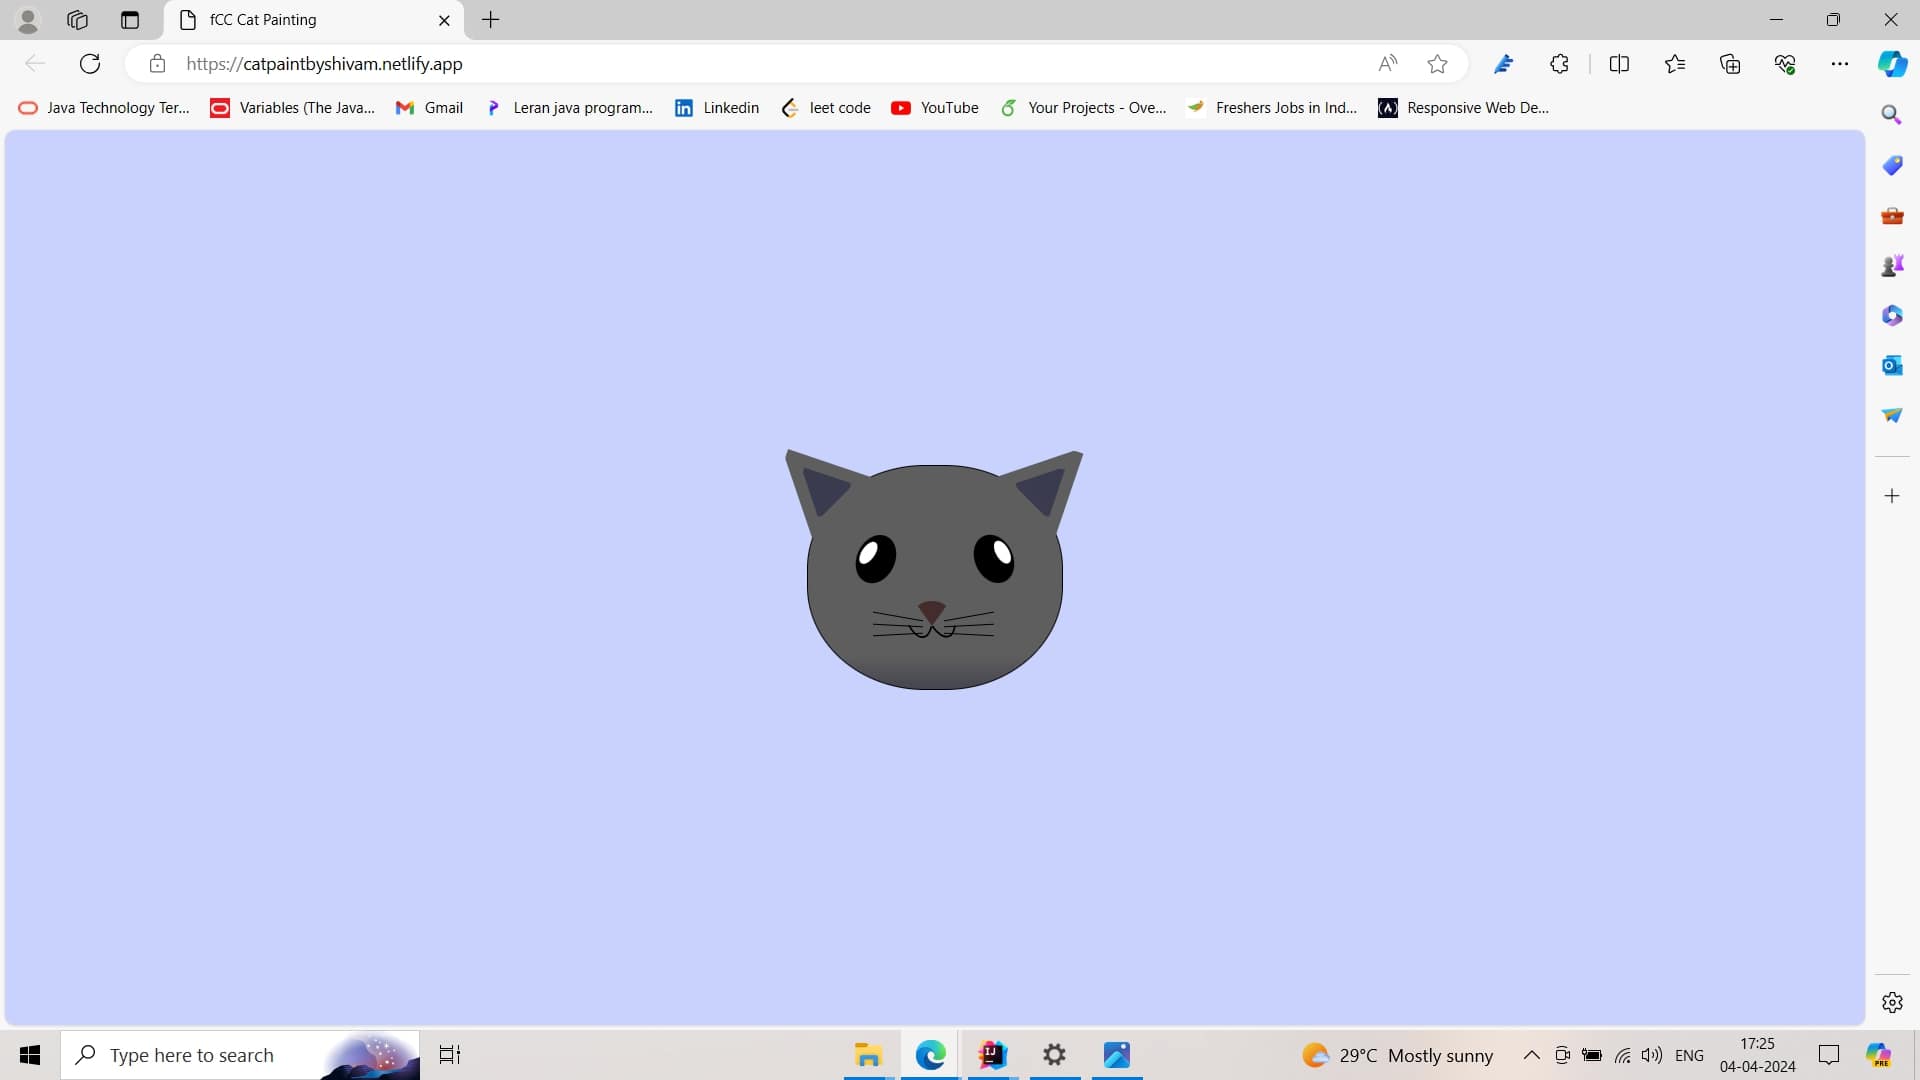 fCC Cat Painting
https://catpaintbyshivam.netlify.app
Java Technology Ter... Variables (The Java... Gmail Leran java program... Linkedin leet code YouTube Your Projects - Ove... Freshers Jobs in Ind... Responsive Web De...
Type here to search
29°C Mostly sunny
ENG
17:25
04-04-2024
PRE